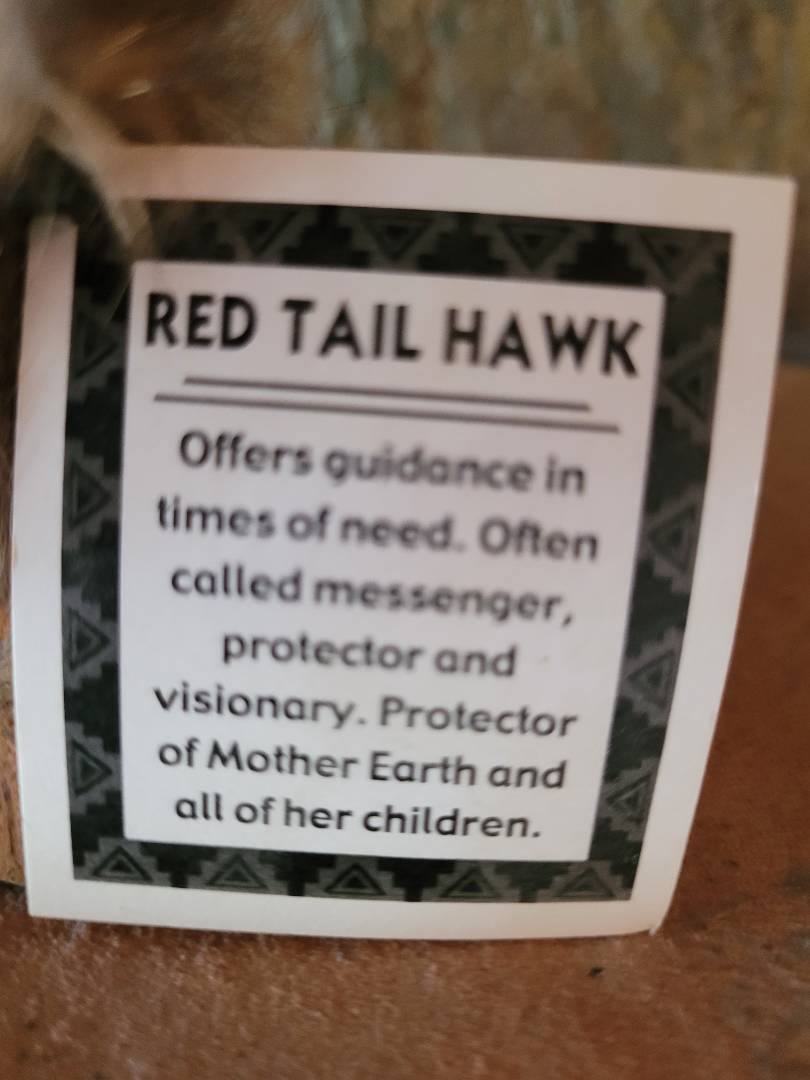 RED TAIL HAWK
Offers guidance in
times of need. Often
called messenger,
protector and
visionary. Protector
of Mother Earth and
all of her children.